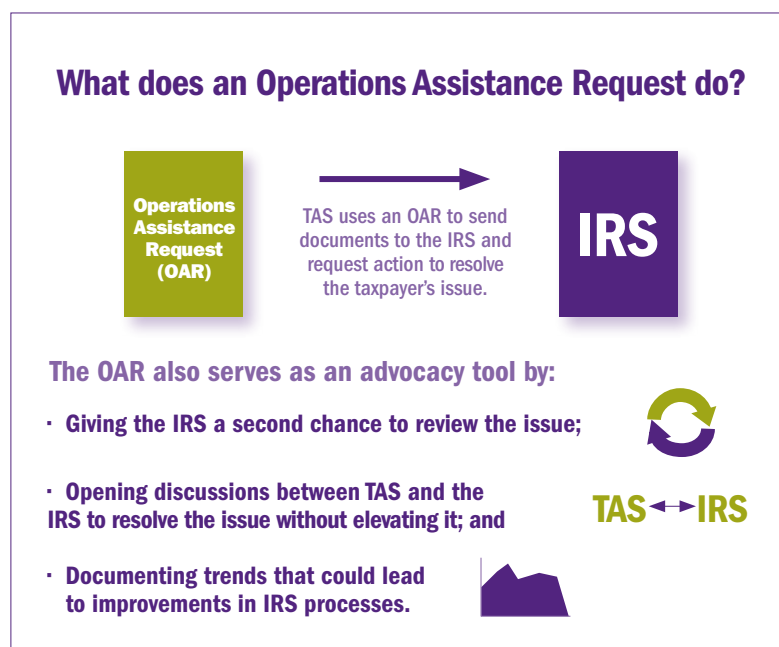 What does an Operations Assistance Request do?
Operations
Assistance
Request
(OAR)
TAS uses an OAR to send
documents to the IRS and
request action to resolve
the taxpayer’s issue.
IRS
The OAR also serves as an advocacy tool by:
· Giving the IRS a second chance to review the issue;
· Opening discussions between TAS and the
IRS to resolve the issue without elevating it; and
TAS IRS
· Documenting trends that could lead
to improvements in IRS processes.